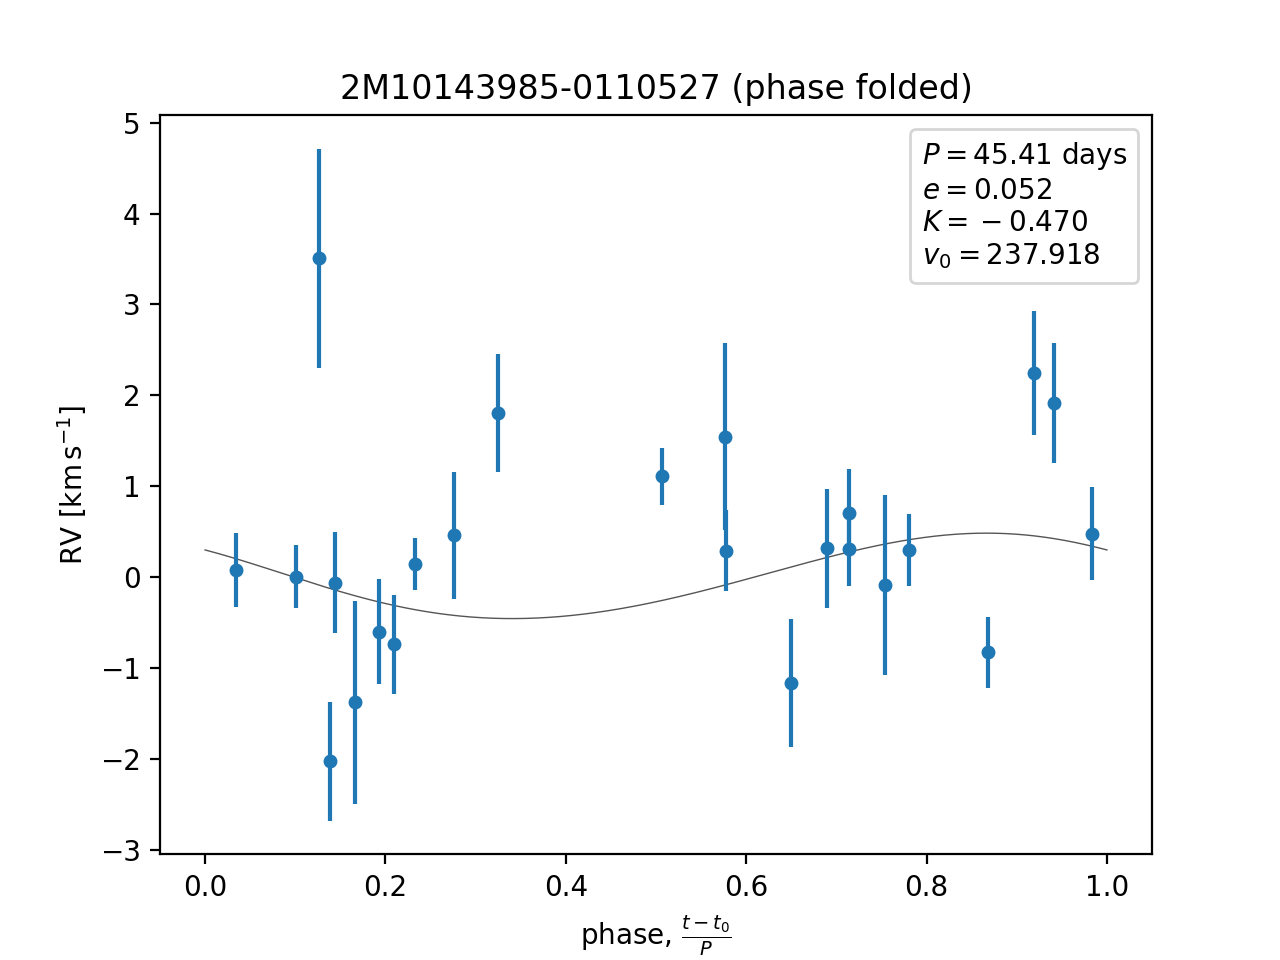 2M10143985-0110527 (phase folded)
P = 45.41 days
e = 0.052
K = −0.470
v₀ = 237.918
RV [km s⁻¹]
5
4
3
2
1
0
−1
−2
−3
0.0 0.2 0.4 0.6 0.8 1.0
phase, (t − t₀)/P